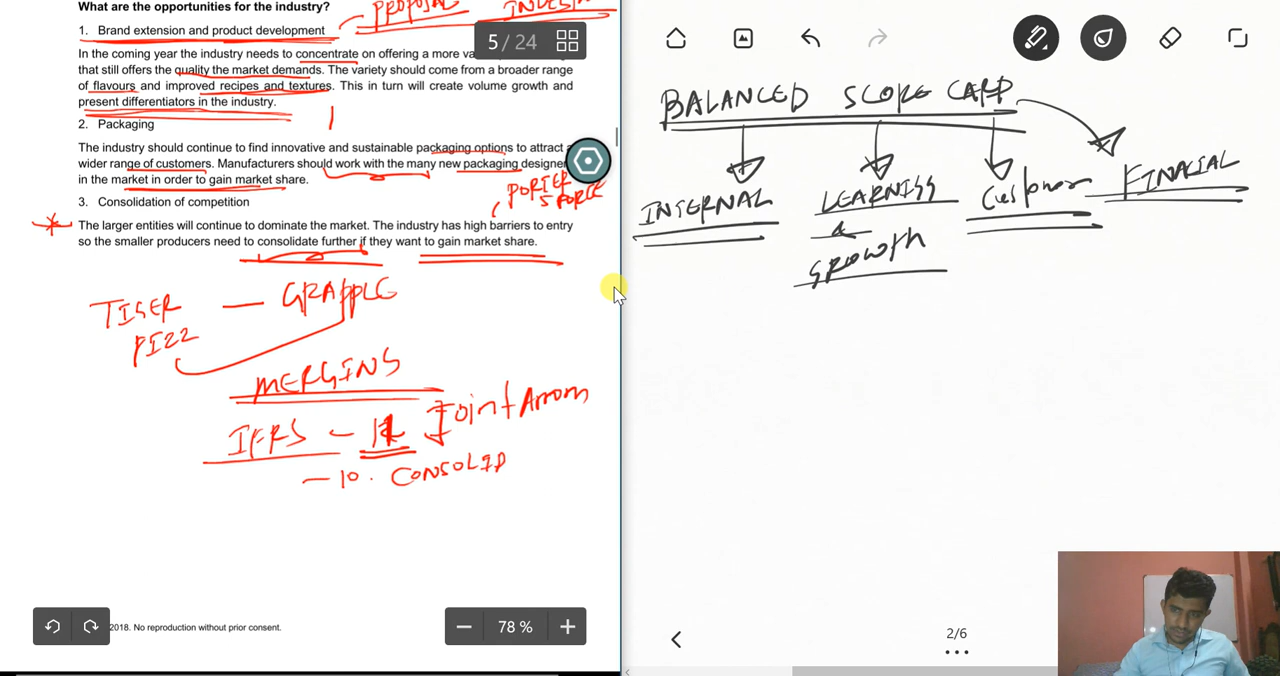 What are the opportunities for the industry?
PROPOSAL
1. Brand extension and product development
5 / 24
In the coming year the industry needs to concentrate on offering a more va
that still offers the quality the market demands. The variety should come from a broader range
of flavours and improved recipes and textures. This in turn will create volume growth and
present differentiators in the industry.
2. Packaging
The industry should continue to find innovative and sustainable packaging options to attract a
wider range of customers. Manufacturers should work with the many new packaging designe
in the market in order to gain market share.
PORTER
5 FORCE
3. Consolidation of competition
The larger entities will continue to dominate the market. The industry has high barriers to entry
so the smaller producers need to consolidate further if they want to gain market share.
TIGER — GRAPPLE
PIZZ
MERGINS
IFRS – 11 Joint Arrom
– 10. CONSOLID
2018. No reproduction without prior consent.
78 %
BALANCED SCORE CARD
INTERNAL
LEARNISS
&
GROWTH
Customer
FINACIAL
2/6